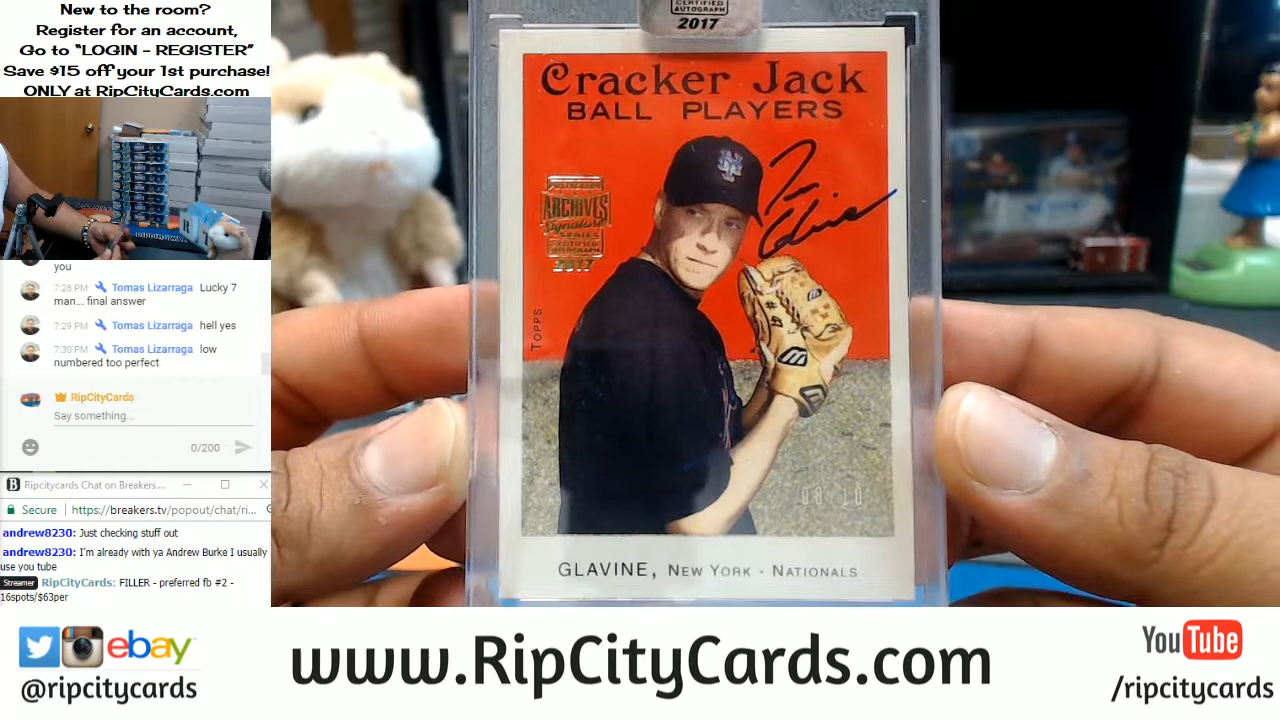 New to the room?
Register for an account,
Go to "LOGIN - REGISTER"
Save $15 off your 1st purchase!
ONLY at RipCityCards.com
you
7:28 PM Tomas Lizarraga Lucky 7
man... final answer
7:29 PM Tomas Lizarraga hell yes
7:30 PM Tomas Lizarraga low
numbered too perfect
RipCityCards
Say something...
0/200
B Ripcitycards Chat on Breakers....
Secure https://breakers.tv/popout/chat/ri...
andrew8230: Just checking stuff out
andrew8230: I'm already with ya Andrew Burke I usually
use you tube
Streamer RipCityCards: FILLER - preferred fb #2 -
16spots/$63per
CERTIFIED
AUTOGRAPH
2017
Cracker Jack
BALL PLAYERS
NY
Tom Glavine
ARCHIVES
Signature
SERIES
CERTIFIED
AUTOGRAPH
2017
TOPPS
#47
GLAVINE, NEW YORK - NATIONALS
ebay
@ripcitycards
www.RipCityCards.com
YouTube
/ripcitycards